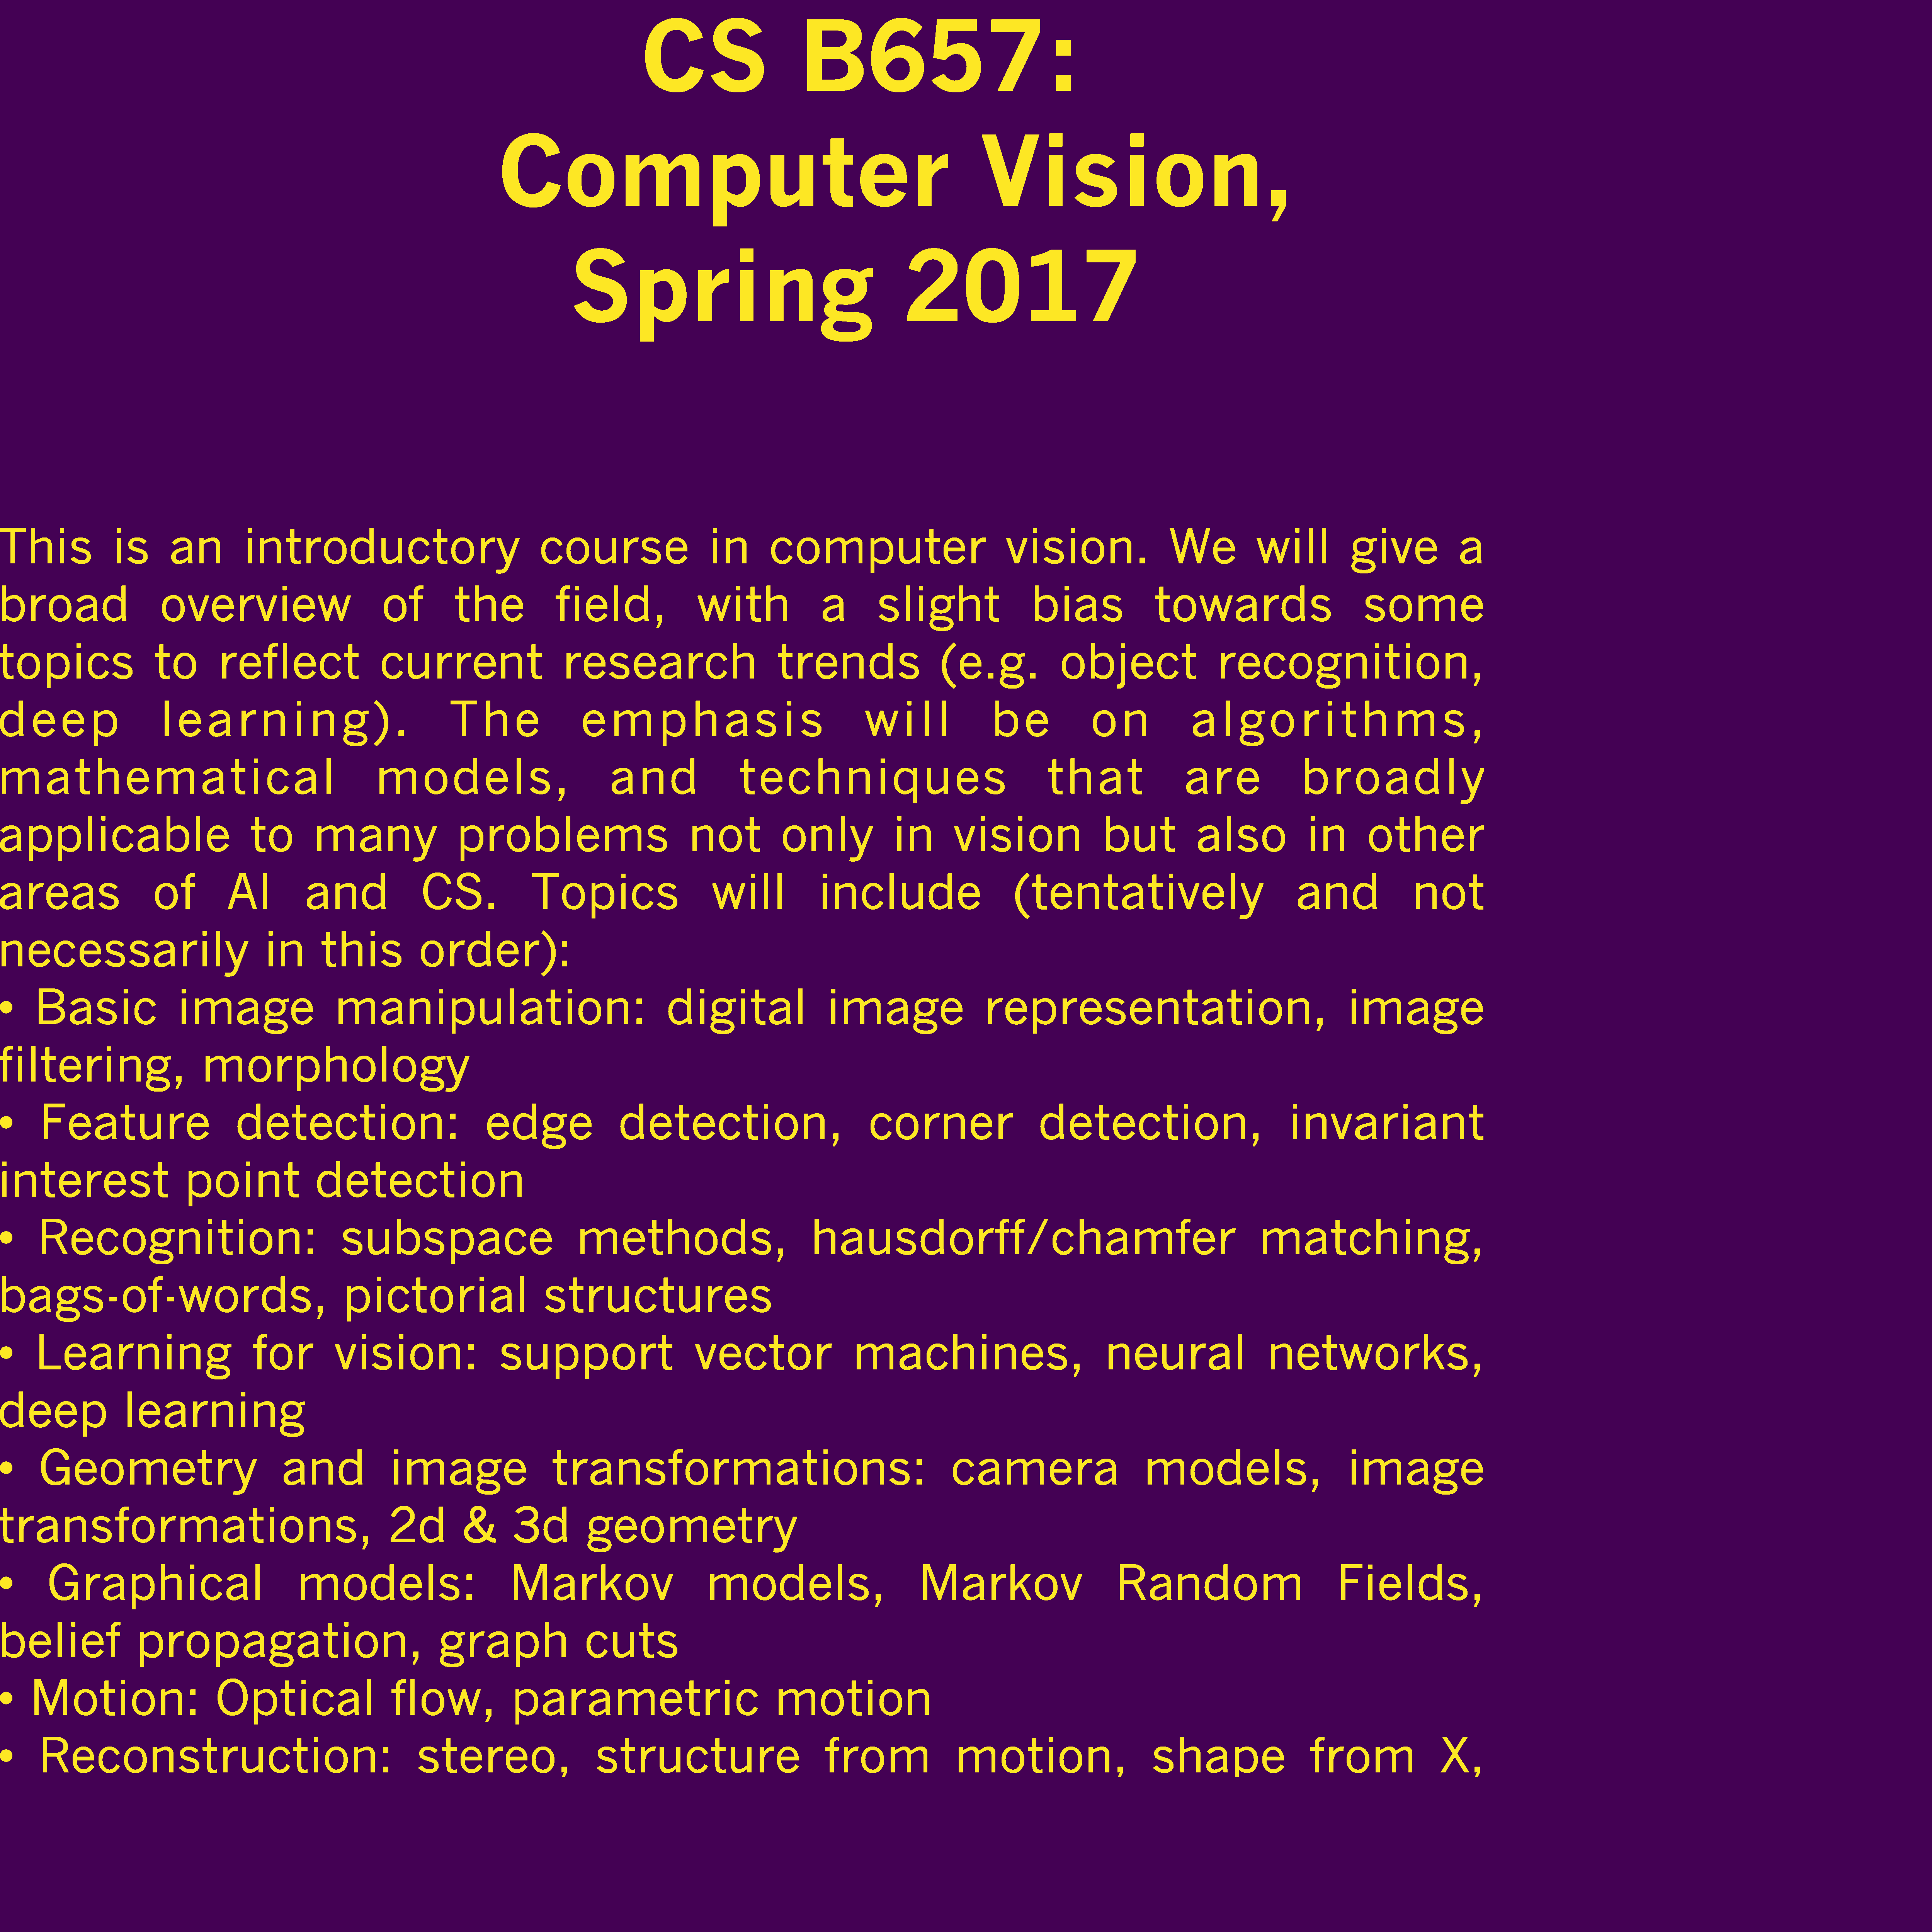 CS B657:
Computer Vision,
Spring 2017
This is an introductory course in computer vision. We will give a
broad overview of the field, with a slight bias towards some
topics to reflect current research trends (e.g. object recognition,
deep learning). The emphasis will be on algorithms,
mathematical models, and techniques that are broadly
applicable to many problems not only in vision but also in other
areas of AI and CS. Topics will include (tentatively and not
necessarily in this order):
• Basic image manipulation: digital image representation, image
filtering, morphology
• Feature detection: edge detection, corner detection, invariant
interest point detection
• Recognition: subspace methods, hausdorff/chamfer matching,
bags-of-words, pictorial structures
• Learning for vision: support vector machines, neural networks,
deep learning
• Geometry and image transformations: camera models, image
transformations, 2d & 3d geometry
• Graphical models: Markov models, Markov Random Fields,
belief propagation, graph cuts
• Motion: Optical flow, parametric motion
• Reconstruction: stereo, structure from motion, shape from X,